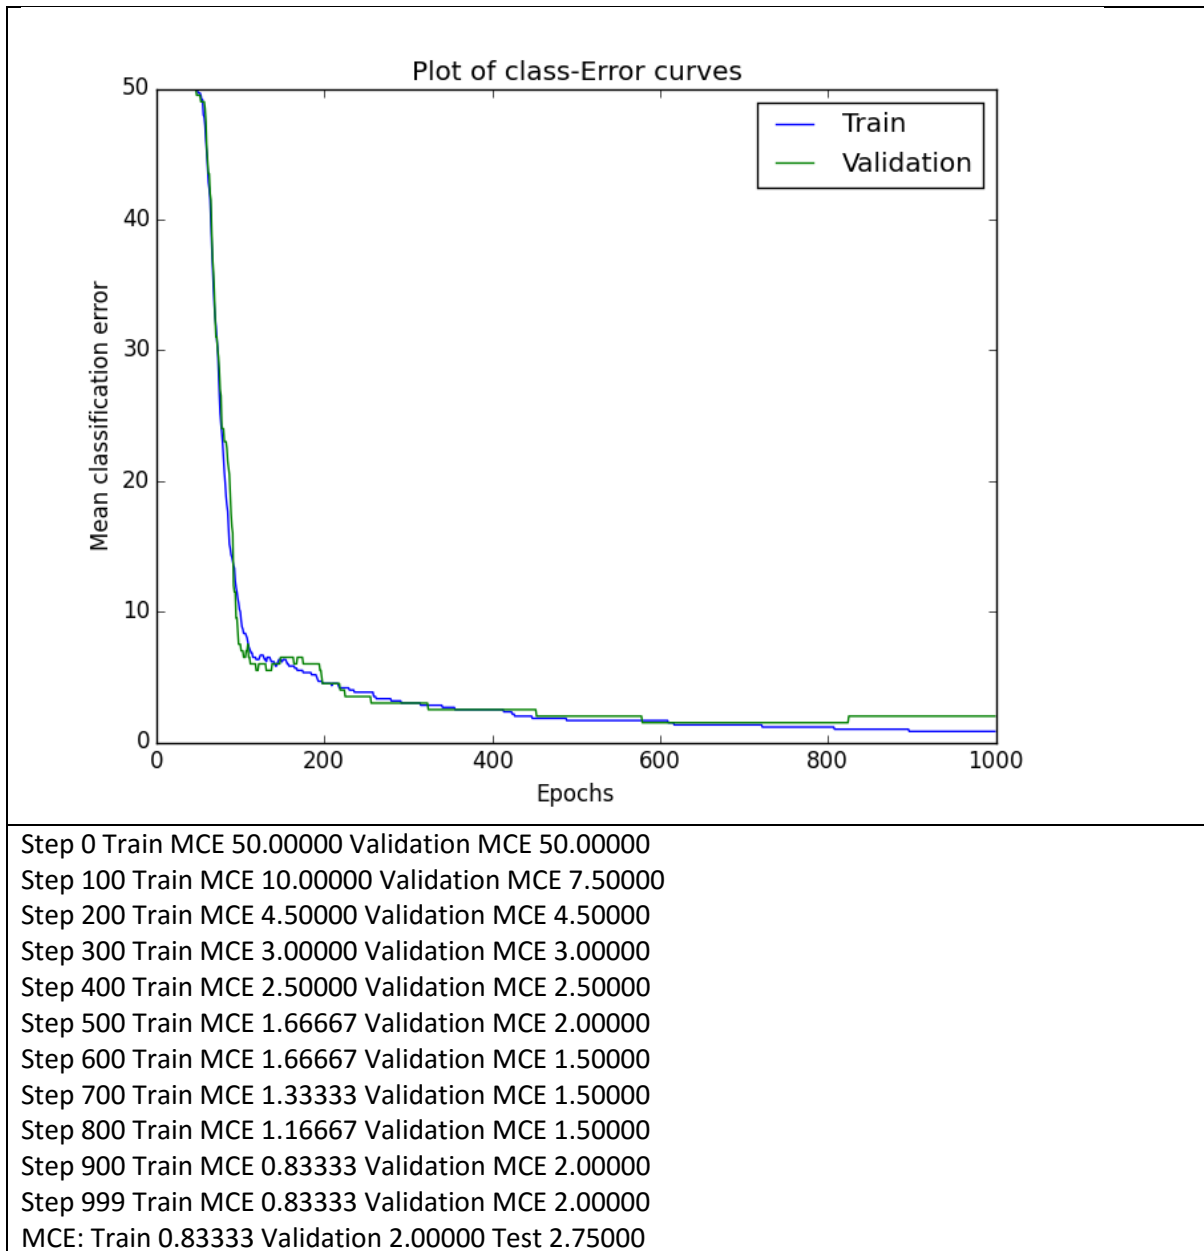 Plot of class-Error curves
50
40
30
20
10
0
Mean classification error
Train
Validation
0 200 400 600 800 1000
Epochs
Step 0 Train MCE 50.00000 Validation MCE 50.00000
Step 100 Train MCE 10.00000 Validation MCE 7.50000
Step 200 Train MCE 4.50000 Validation MCE 4.50000
Step 300 Train MCE 3.00000 Validation MCE 3.00000
Step 400 Train MCE 2.50000 Validation MCE 2.50000
Step 500 Train MCE 1.66667 Validation MCE 2.00000
Step 600 Train MCE 1.66667 Validation MCE 1.50000
Step 700 Train MCE 1.33333 Validation MCE 1.50000
Step 800 Train MCE 1.16667 Validation MCE 1.50000
Step 900 Train MCE 0.83333 Validation MCE 2.00000
Step 999 Train MCE 0.83333 Validation MCE 2.00000
MCE: Train 0.83333 Validation 2.00000 Test 2.75000